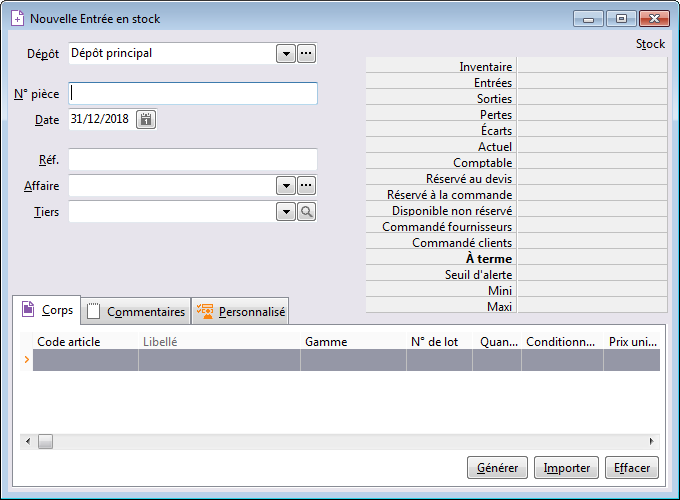 Nouvelle Entrée en stock
Dépôt Dépôt principal
N° pièce
Date 31/12/2018
Réf.
Affaire
Tiers
Stock
Inventaire
Entrées
Sorties
Pertes
Écarts
Actuel
Comptable
Réservé au devis
Réservé à la commande
Disponible non réservé
Commandé fournisseurs
Commandé clients
À terme
Seuil d'alerte
Mini
Maxi
Corps Commentaires Personnalisé
Code article Libellé Gamme N° de lot Quan... Conditionn... Prix uni...
Générer Importer Effacer